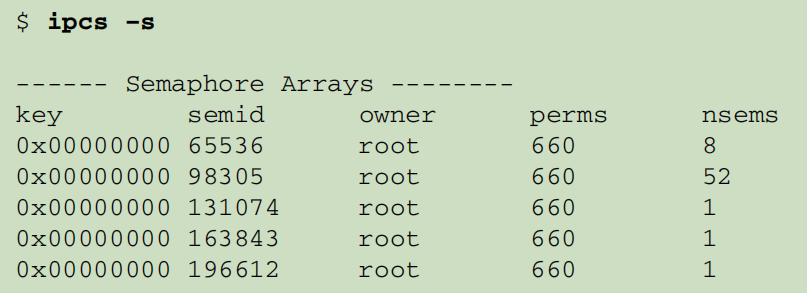 $ ipcs -s
------ Semaphore Arrays --------
key semid owner perms nsems
0x00000000 65536 root 660 8
0x00000000 98305 root 660 52
0x00000000 131074 root 660 1
0x00000000 163843 root 660 1
0x00000000 196612 root 660 1